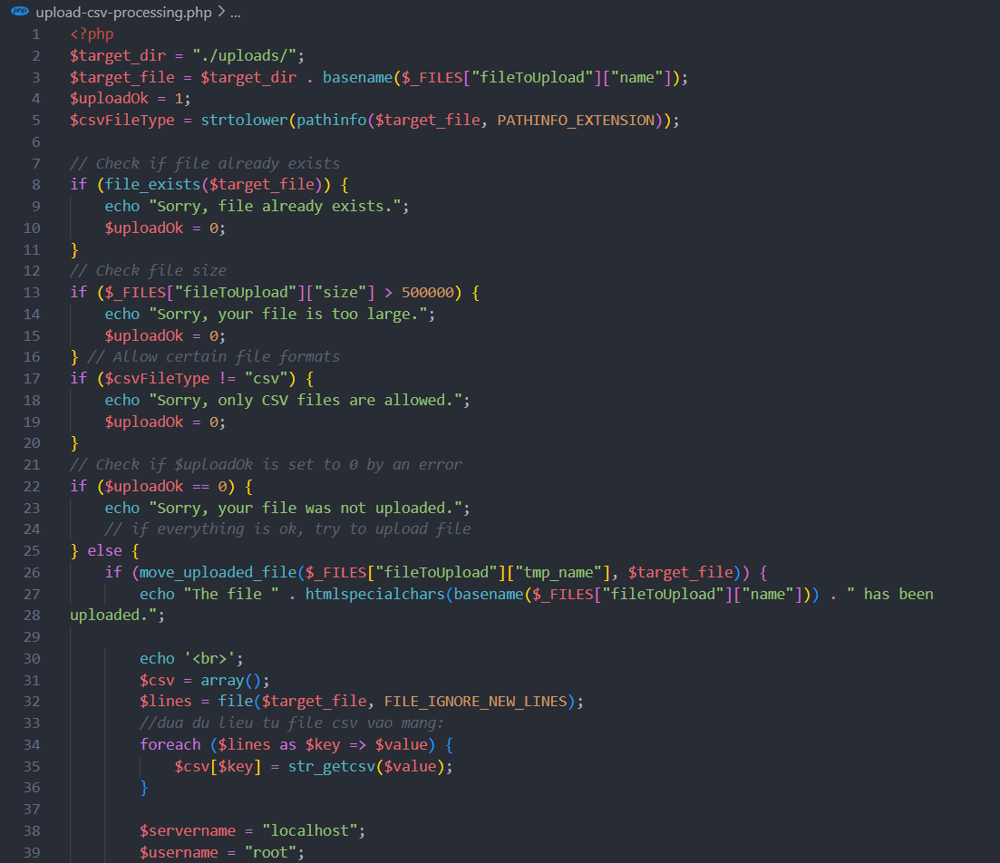 php upload-csv-processing.php > ...
1 <?php
2 $target_dir = "./uploads/";
3 $target_file = $target_dir . basename($_FILES["fileToUpload"]["name"]);
4 $uploadOk = 1;
5 $csvFileType = strtolower(pathinfo($target_file, PATHINFO_EXTENSION));
6
7 // Check if file already exists
8 if (file_exists($target_file)) {
9     echo "Sorry, file already exists.";
10     $uploadOk = 0;
11 }
12 // Check file size
13 if ($_FILES["fileToUpload"]["size"] > 500000) {
14     echo "Sorry, your file is too large.";
15     $uploadOk = 0;
16 } // Allow certain file formats
17 if ($csvFileType != "csv") {
18     echo "Sorry, only CSV files are allowed.";
19     $uploadOk = 0;
20 }
21 // Check if $uploadOk is set to 0 by an error
22 if ($uploadOk == 0) {
23     echo "Sorry, your file was not uploaded.";
24     // if everything is ok, try to upload file
25 } else {
26     if (move_uploaded_file($_FILES["fileToUpload"]["tmp_name"], $target_file)) {
27         echo "The file " . htmlspecialchars(basename($_FILES["fileToUpload"]["name"])) . " has been
28 uploaded.";
29
30         echo '<br>';
31         $csv = array();
32         $lines = file($target_file, FILE_IGNORE_NEW_LINES);
33         //dua du lieu tu file csv vao mang:
34         foreach ($lines as $key => $value) {
35             $csv[$key] = str_getcsv($value);
36         }
37
38         $servername = "localhost";
39         $username = "root";